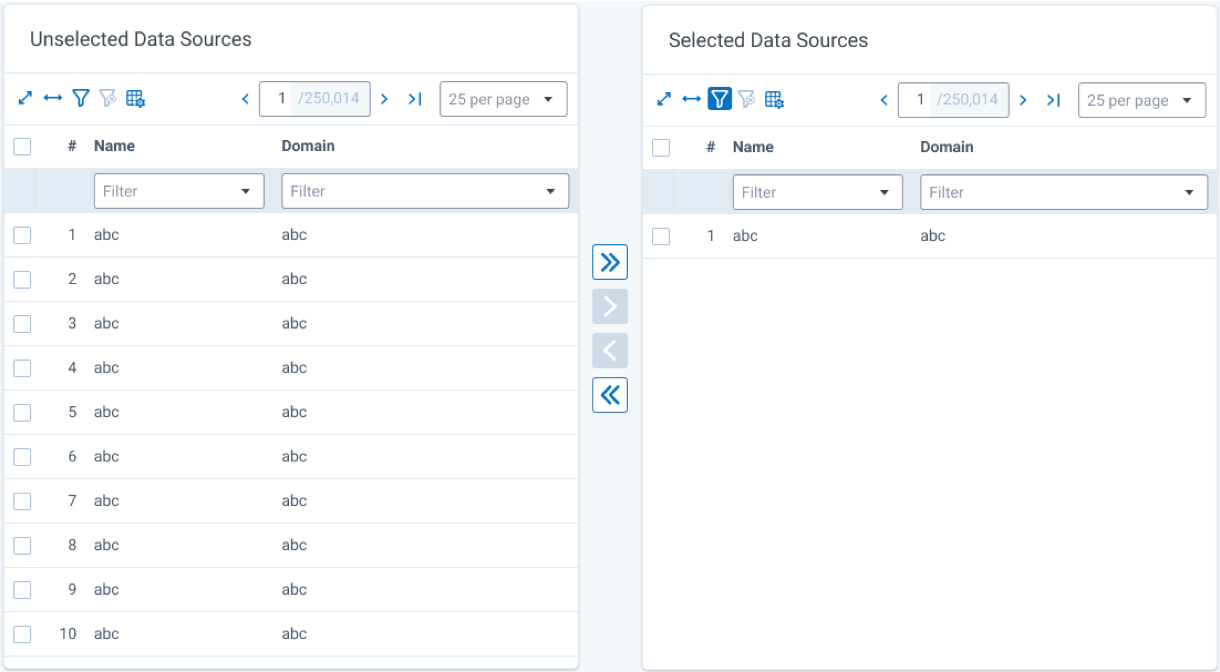 Unselected Data Sources
1 /250,014 25 per page
# Name Domain
Filter Filter
1 abc abc
2 abc abc
3 abc abc
4 abc abc
5 abc abc
6 abc abc
7 abc abc
8 abc abc
9 abc abc
10 abc abc
Selected Data Sources
1 /250,014 25 per page
# Name Domain
Filter Filter
1 abc abc